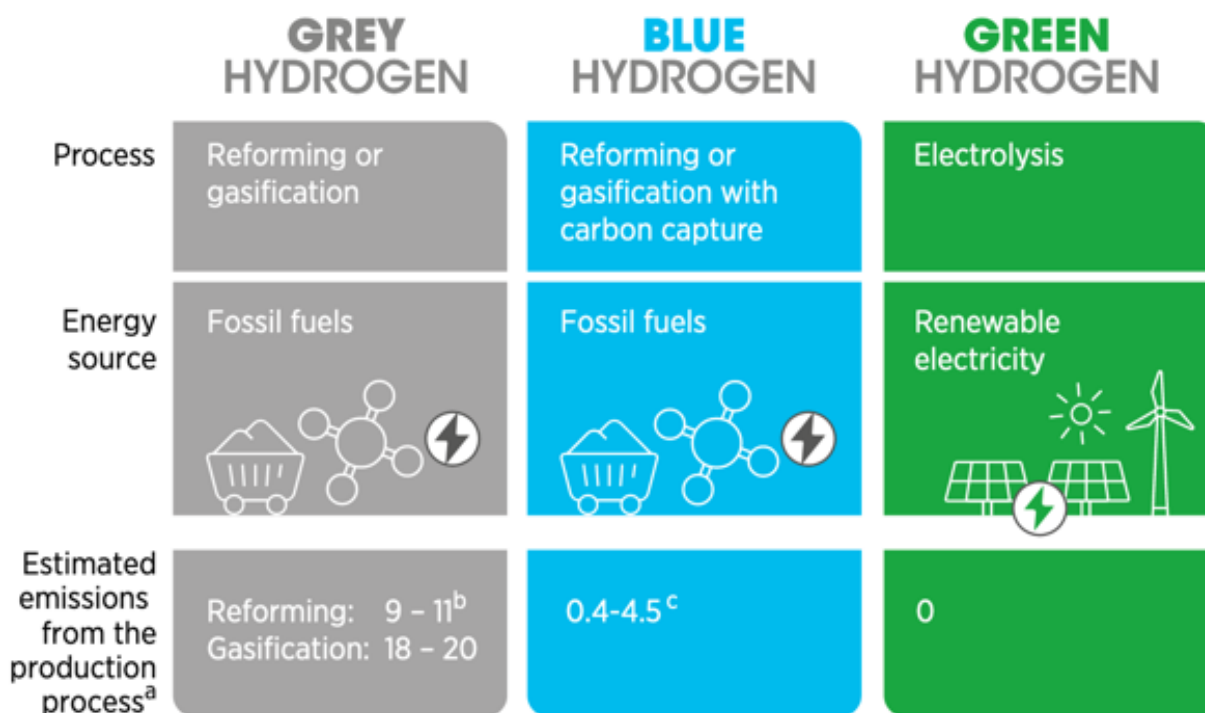 GREY
HYDROGEN
BLUE
HYDROGEN
GREEN
HYDROGEN
Process
Reforming or
gasification
Reforming or
gasification with
carbon capture
Electrolysis
Energy
source
Fossil fuels
Fossil fuels
Renewable
electricity
Estimated
emissions
from the
production
processᵃ
Reforming: 9 – 11ᵇ
Gasification: 18 – 20
0.4-4.5ᶜ
0